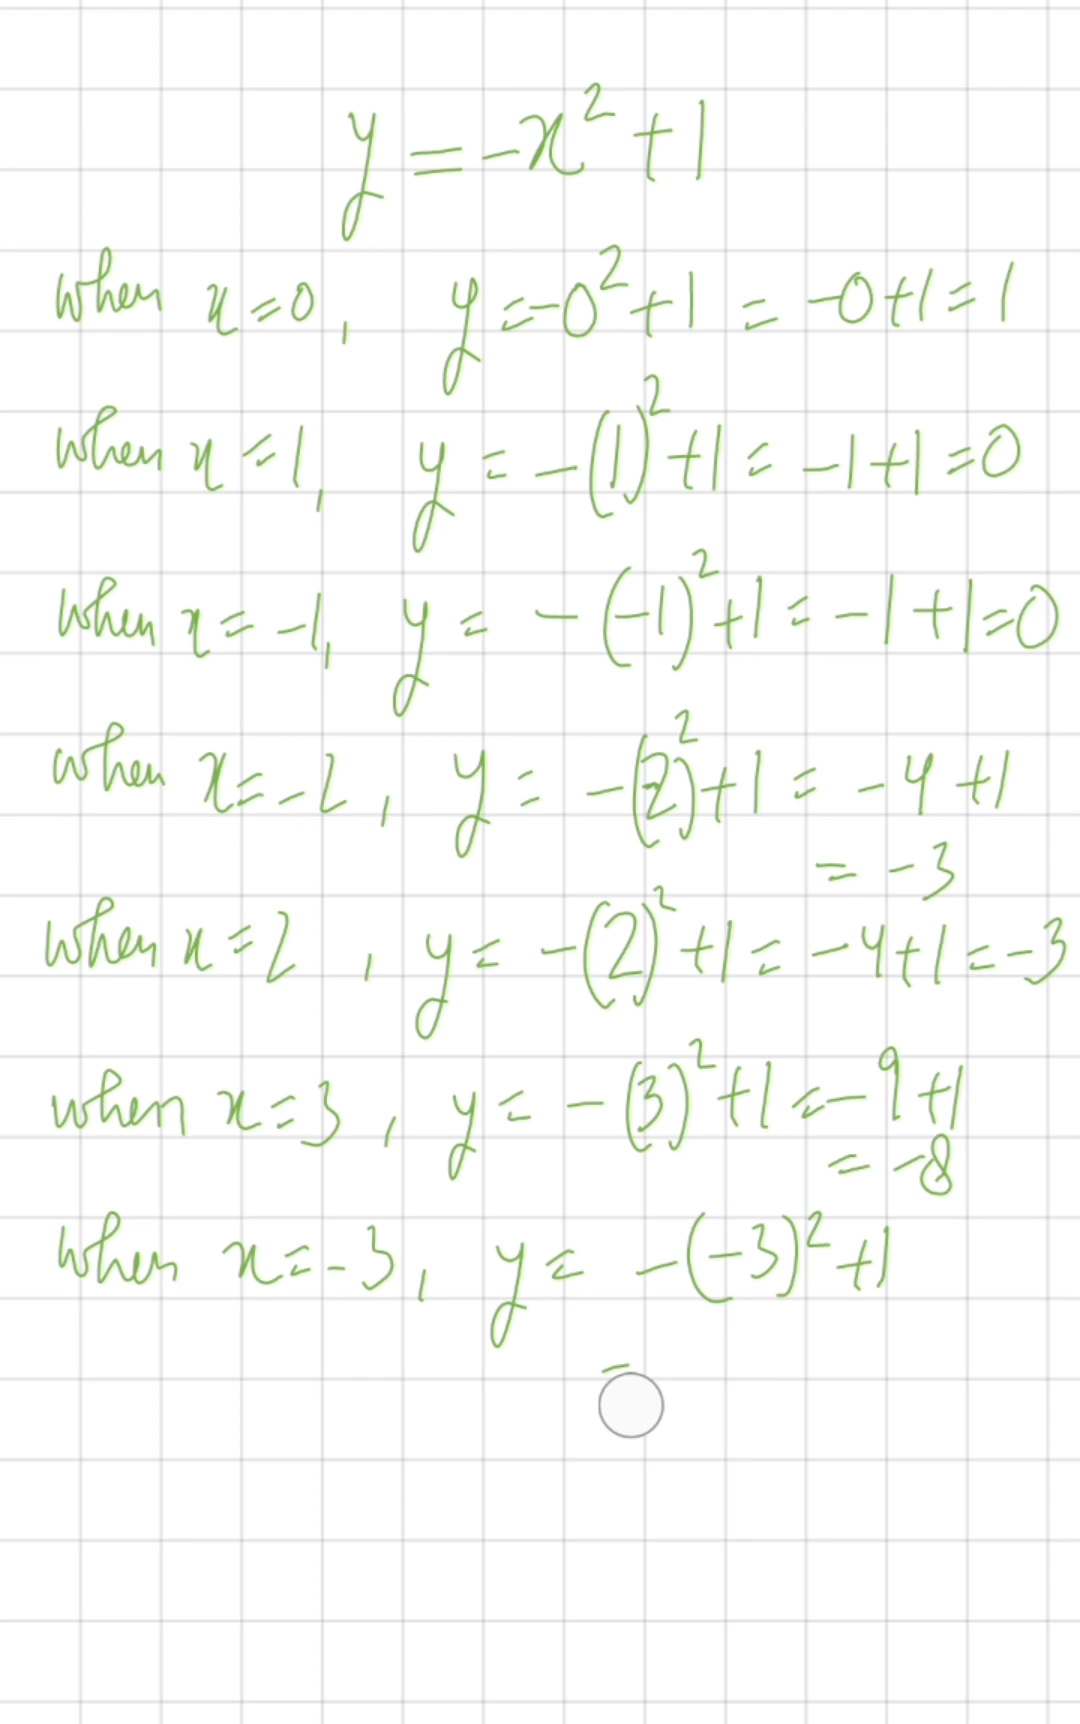 y = -x² + 1
when x=0, y = -0² + 1 = -0+1 = 1
when x = 1, y = -(1)² + 1 = -1+1 = 0
when x = -1, y = -(-1)² + 1 = -1+1 = 0
when x = -2, y = -(2)² + 1 = -4+1
= -3
when x = 2, y = -(2)² + 1 = -4+1 = -3
when x = 3, y = -(3)² + 1 = -9+1
= -8
when x = -3, y = -(-3)² + 1